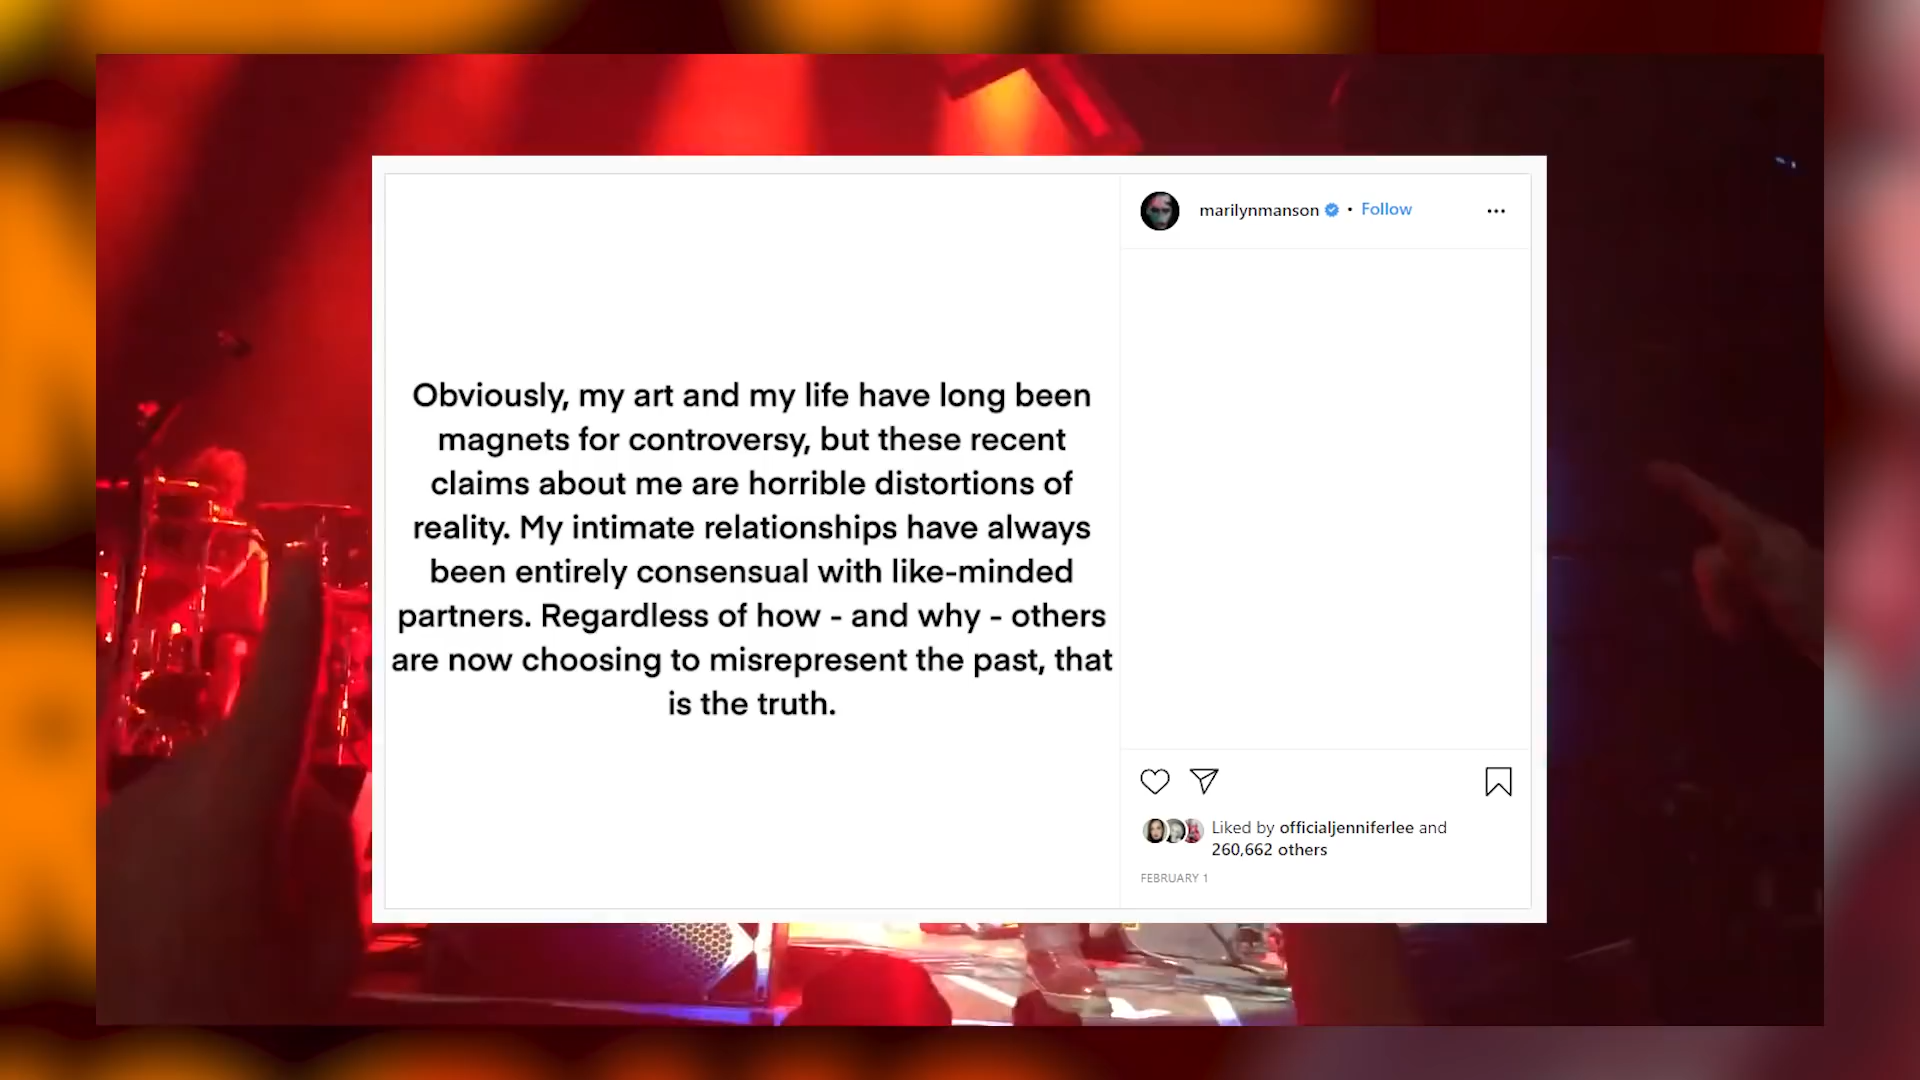 Obviously, my art and my life have long been
magnets for controversy, but these recent
claims about me are horrible distortions of
reality. My intimate relationships have always
been entirely consensual with like-minded
partners. Regardless of how - and why - others
are now choosing to misrepresent the past, that
is the truth.
marilynmanson • Follow
Liked by officialjenniferlee and
260,662 others
FEBRUARY 1